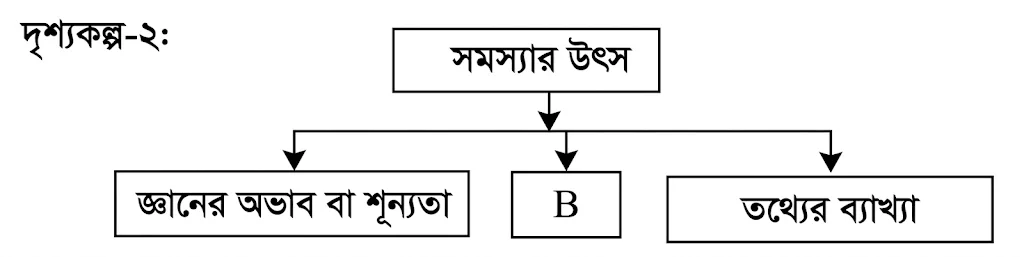 দৃশ্যকল্প-২:
সমস্যার উৎস
জ্ঞানের অভাব বা শূন্যতা
B
তথ্যের ব্যাখ্যা